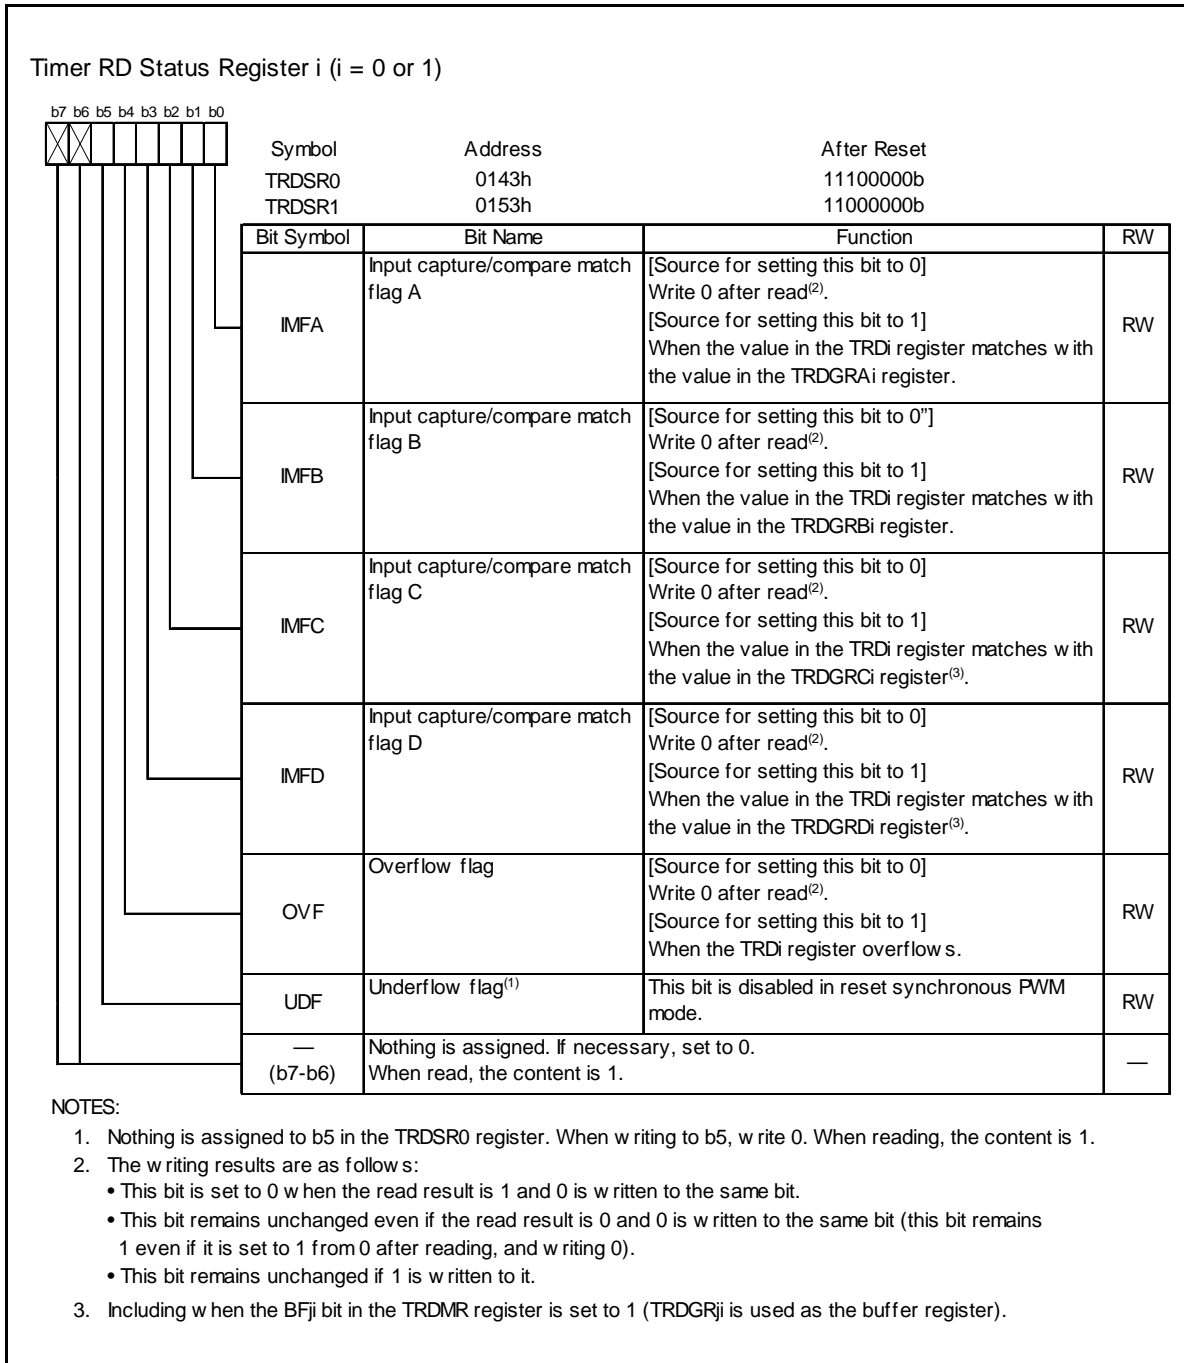 Timer RD Status Register i (i = 0 or 1)
b7 b6 b5 b4 b3 b2 b1 b0
Symbol Address After Reset
TRDSR0 0143h 11100000b
TRDSR1 0153h 11000000b
Bit Symbol Bit Name Function RW
IMFA
Input capture/compare match
flag A
[Source for setting this bit to 0]
Write 0 after read(2).
[Source for setting this bit to 1]
When the value in the TRDi register matches with
the value in the TRDGRAi register.
RW
IMFB
Input capture/compare match
flag B
[Source for setting this bit to 0”]
Write 0 after read(2).
[Source for setting this bit to 1]
When the value in the TRDi register matches with
the value in the TRDGRBi register.
RW
IMFC
Input capture/compare match
flag C
[Source for setting this bit to 0]
Write 0 after read(2).
[Source for setting this bit to 1]
When the value in the TRDi register matches with
the value in the TRDGRCi register(3).
RW
IMFD
Input capture/compare match
flag D
[Source for setting this bit to 0]
Write 0 after read(2).
[Source for setting this bit to 1]
When the value in the TRDi register matches with
the value in the TRDGRDi register(3).
RW
OVF
Overflow flag
[Source for setting this bit to 0]
Write 0 after read(2).
[Source for setting this bit to 1]
When the TRDi register overflows.
RW
UDF
Underflow flag(1)
This bit is disabled in reset synchronous PWM
mode.
RW
—
(b7-b6)
Nothing is assigned. If necessary, set to 0.
When read, the content is 1.
—
NOTES:
1. Nothing is assigned to b5 in the TRDSR0 register. When writing to b5, write 0. When reading, the content is 1.
2. The writing results are as follows:
• This bit is set to 0 when the read result is 1 and 0 is written to the same bit.
• This bit remains unchanged even if the read result is 0 and 0 is written to the same bit (this bit remains
1 even if it is set to 1 from 0 after reading, and writing 0).
• This bit remains unchanged if 1 is written to it.
3. Including when the BFji bit in the TRDMR register is set to 1 (TRDGRji is used as the buffer register).